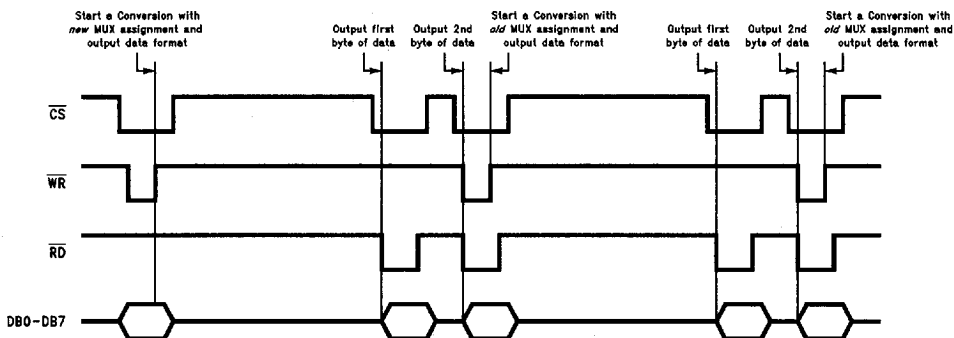 Start a Conversion with
new MUX assignment and
output data format
Output first
byte of data
Output 2nd
byte of data
Start a Conversion with
old MUX assignment and
output data format
Output first
byte of data
Output 2nd
byte of data
Start a Conversion with
old MUX assignment and
output data format
CS
WR
RD
DB0-DB7